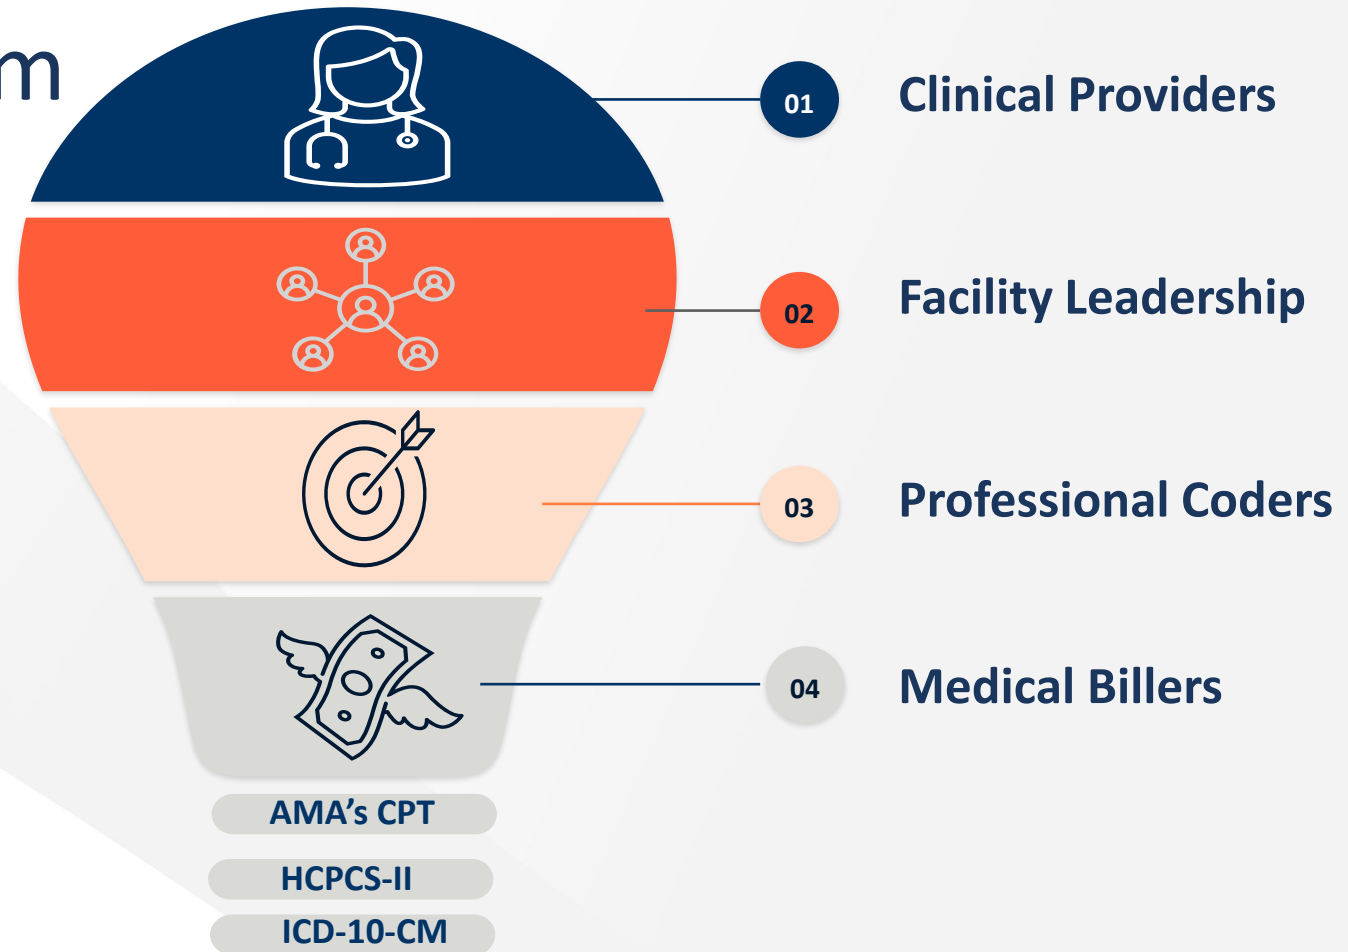 m
01
Clinical Providers
02
Facility Leadership
03
Professional Coders
04
Medical Billers
AMA's CPT
HCPCS-II
ICD-10-CM